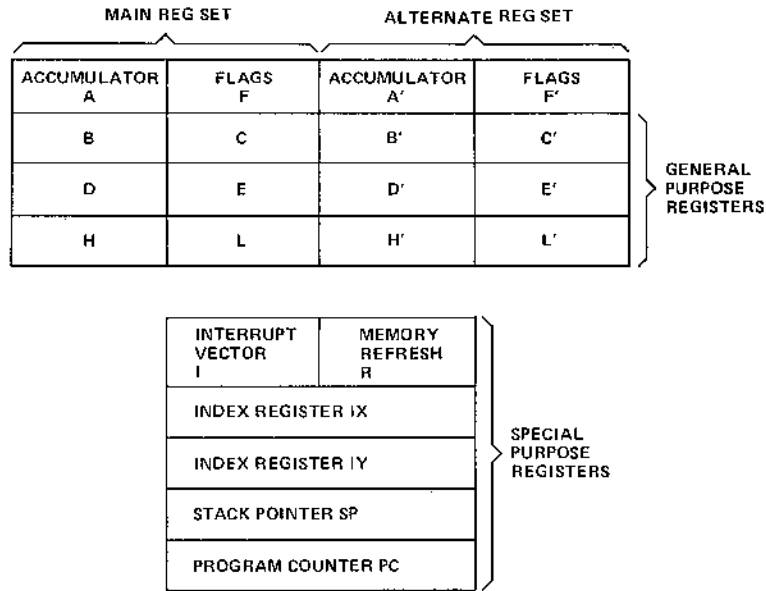 MAIN REG SET ALTERNATE REG SET
ACCUMULATOR FLAGS ACCUMULATOR FLAGS
A F A' F'
B C B' C'
D E D' E'
H L H' L'
GENERAL
PURPOSE
REGISTERS
INTERRUPT MEMORY
VECTOR REFRESH
I R
INDEX REGISTER IX
INDEX REGISTER IY
STACK POINTER SP
PROGRAM COUNTER PC
SPECIAL
PURPOSE
REGISTERS